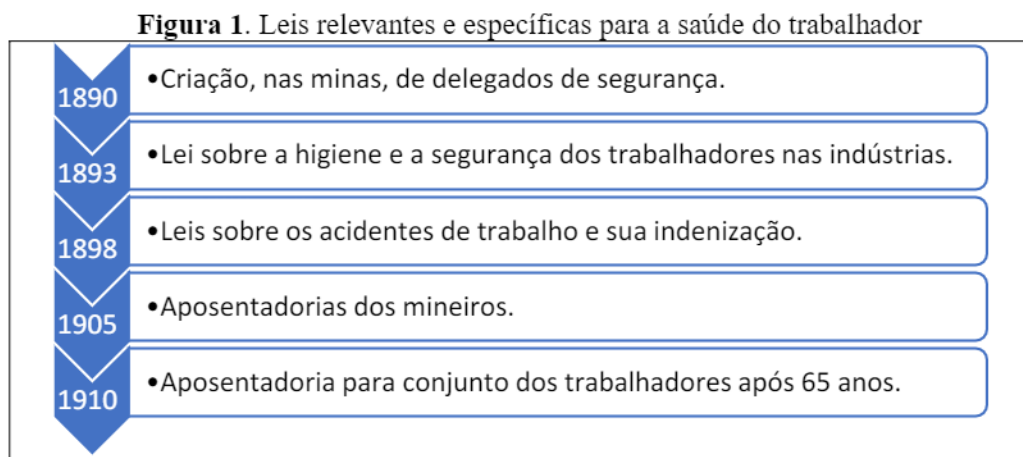 Figura 1. Leis relevantes e específicas para a saúde do trabalhador
1890
•Criação, nas minas, de delegados de segurança.
1893
•Lei sobre a higiene e a segurança dos trabalhadores nas indústrias.
1898
•Leis sobre os acidentes de trabalho e sua indenização.
1905
•Aposentadorias dos mineiros.
1910
•Aposentadoria para conjunto dos trabalhadores após 65 anos.